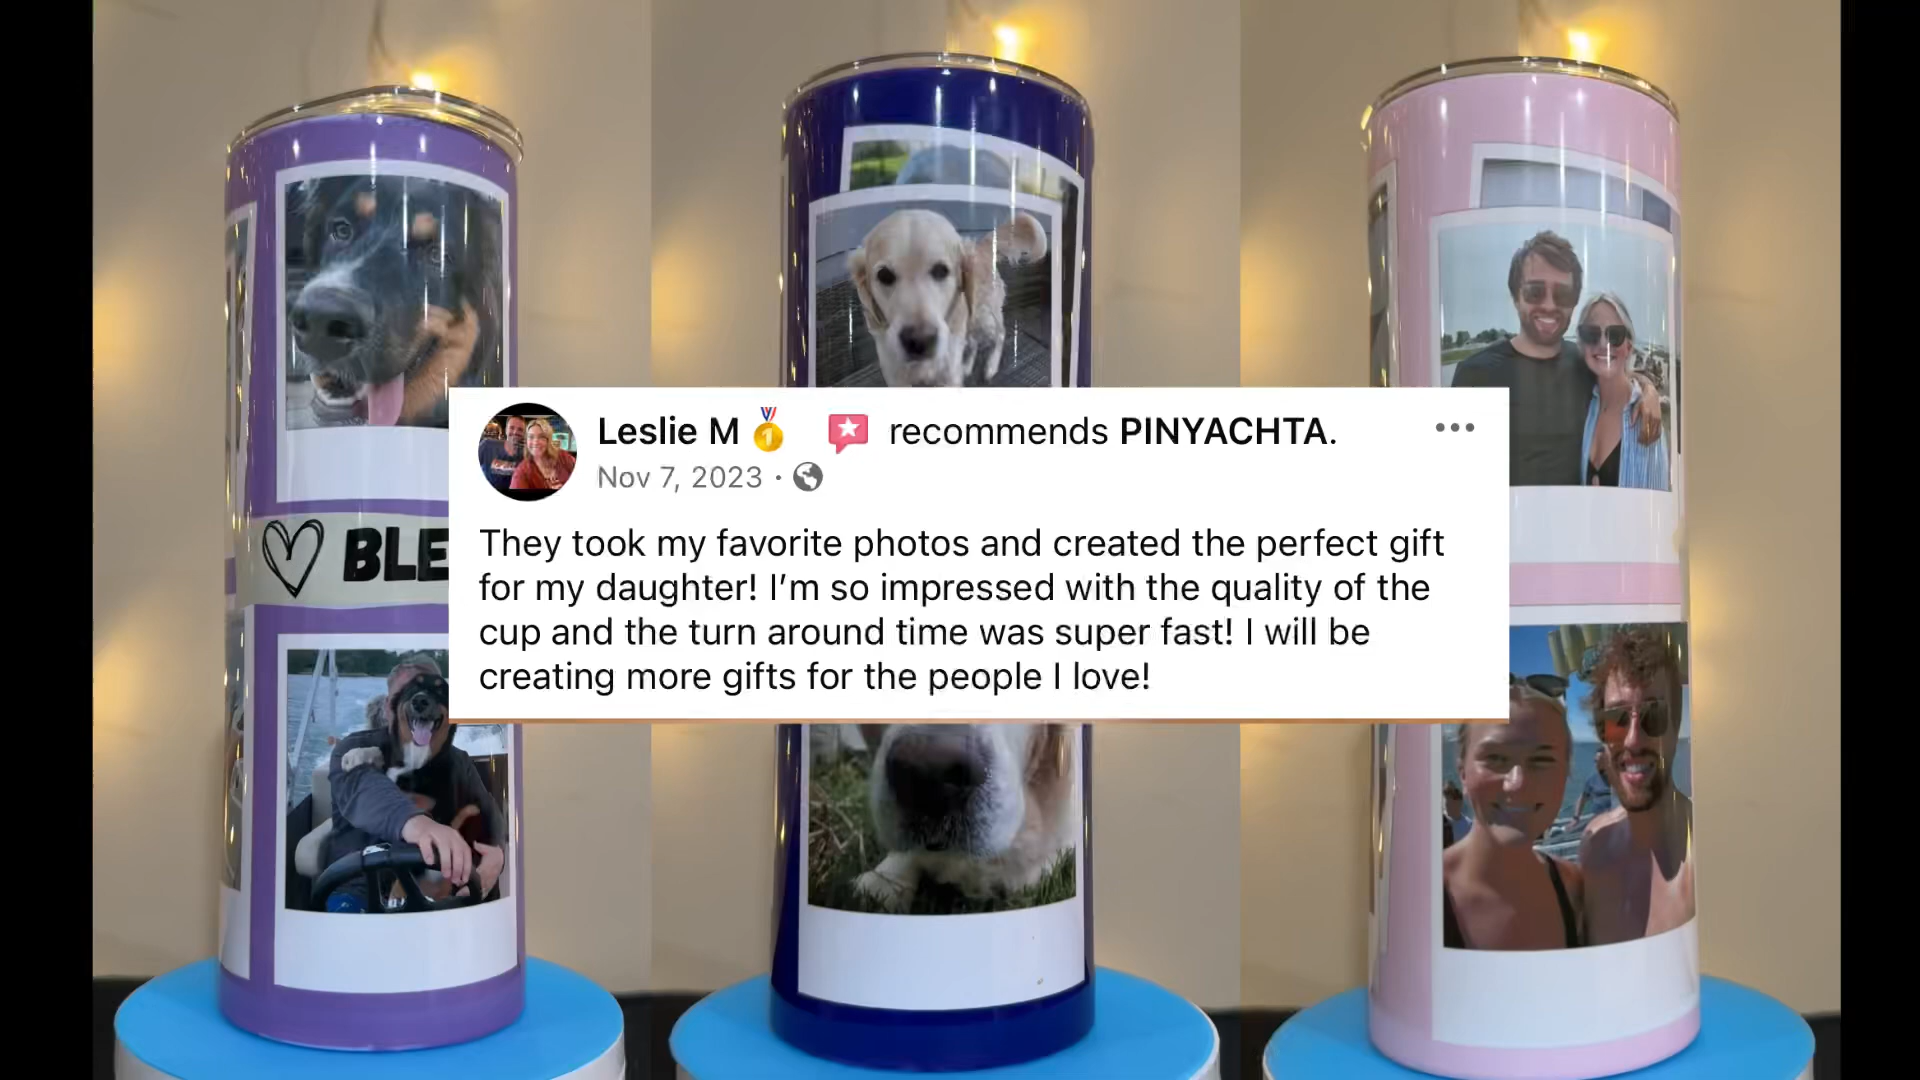 Leslie M🥇 recommends PINYACHTA.
Nov 7, 2023 ·
They took my favorite photos and created the perfect gift
for my daughter! I’m so impressed with the quality of the
cup and the turn around time was super fast! I will be
creating more gifts for the people I love!
BLE